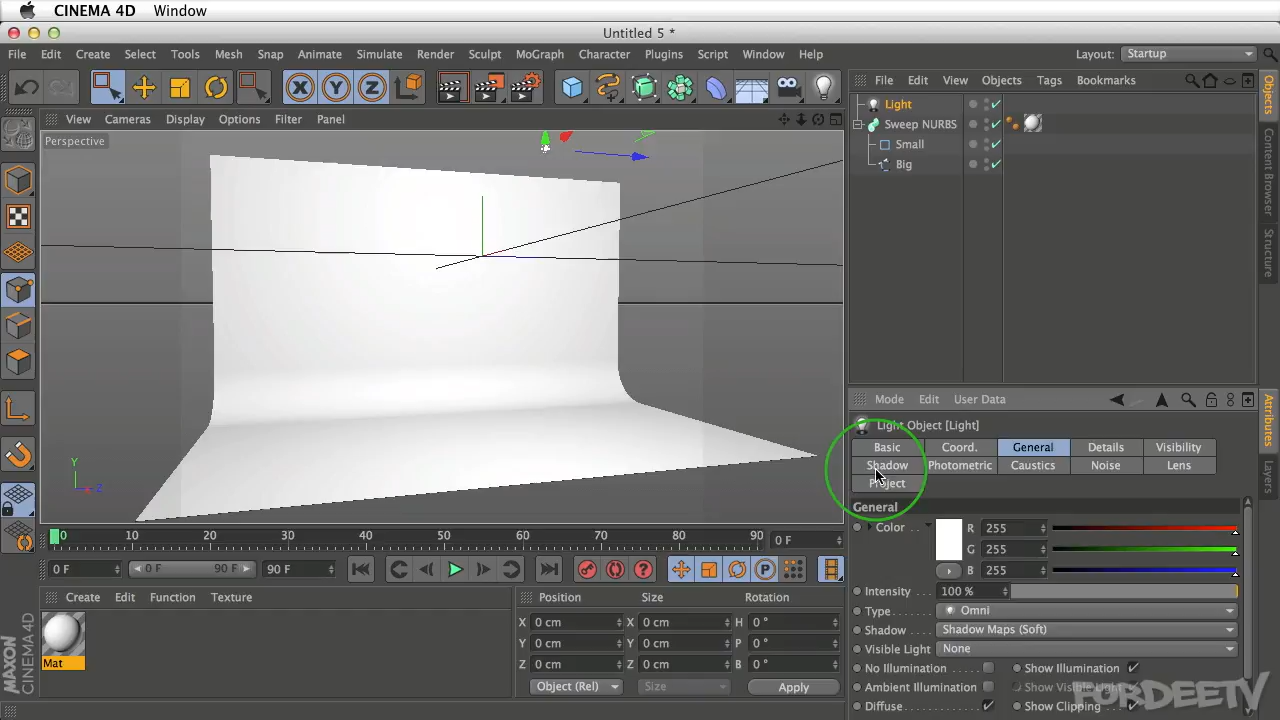 CINEMA 4D Window
Untitled 5 *
File Edit Create Select Tools Mesh Snap Animate Simulate Render Sculpt MoGraph Character Plugins Script Window Help
Layout: Startup
X Y Z
File Edit View Objects Tags Bookmarks
View Cameras Display Options Filter Panel
Perspective
Light
Sweep NURBS
Small
Big
Objects
Content Browser
Structure
Y
Z
Mode Edit User Data
Light Object [Light]
Basic Coord. General Details Visibility
Shadow Photometric Caustics Noise Lens
Project
Attributes
Layers
General
Color R 255
G 255
B 255
Intensity 100 %
Type Omni
Shadow Shadow Maps (Soft)
Visible Light None
No Illumination Show Illumination
Ambient Illumination Show Visible Light
Diffuse Show Clipping
0 10 20 30 40 50 60 70 80 90 0 F
0 F 0 F 90 F 90 F
P
Create Edit Function Texture
Mat
Position Size Rotation
X 0 cm X 0 cm H 0 °
Y 0 cm Y 0 cm P 0 °
Z 0 cm Z 0 cm B 0 °
Object (Rel) Size Apply
MAXON
CINEMA 4D
FORDEETV